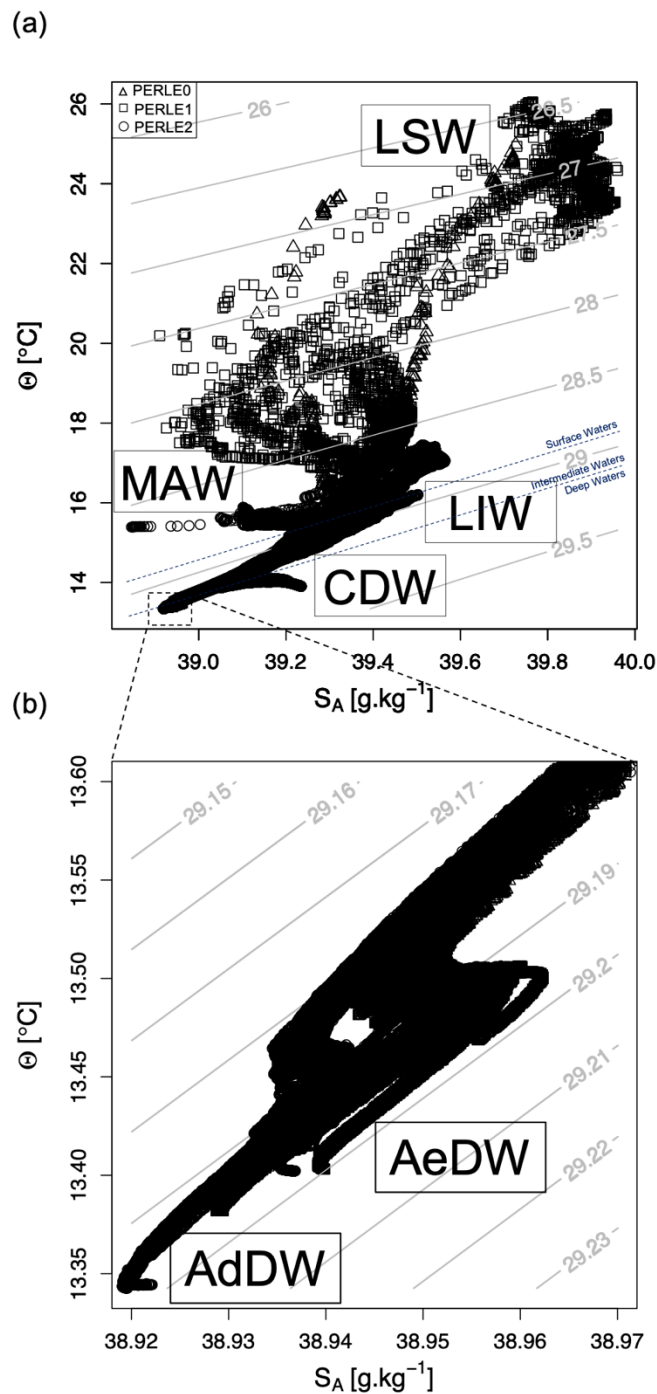 (a)
PERLE0
PERLE1
PERLE2
LSW
MAW
LIW
CDW
26
26.5
27
27.5
28
28.5
29
29.5
Surface Waters
Intermediate Waters
Deep Waters
Θ [°C]
26
24
22
20
18
16
14
39.0 39.2 39.4 39.6 39.8 40.0
S_A [g.kg⁻¹]
(b)
29.15
29.16
29.17
29.19
29.2
29.21
29.22
29.23
AeDW
AdDW
Θ [°C]
13.60
13.55
13.50
13.45
13.40
13.35
38.92 38.93 38.94 38.95 38.96 38.97
S_A [g.kg⁻¹]